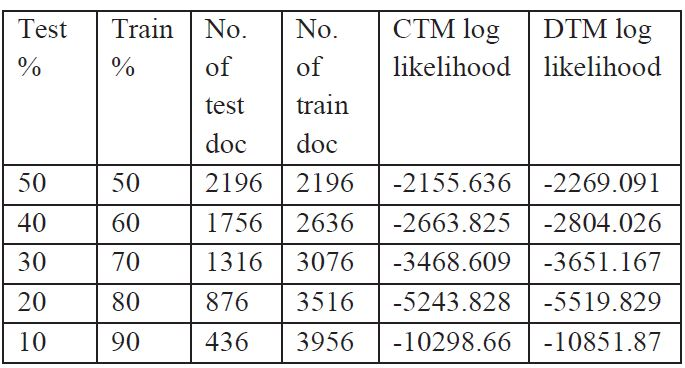 Test % Train % No. of test doc No. of train doc CTM log likelihood DTM log likelihood
50 50 2196 2196 -2155.636 -2269.091
40 60 1756 2636 -2663.825 -2804.026
30 70 1316 3076 -3468.609 -3651.167
20 80 876 3516 -5243.828 -5519.829
10 90 436 3956 -10298.66 -10851.87